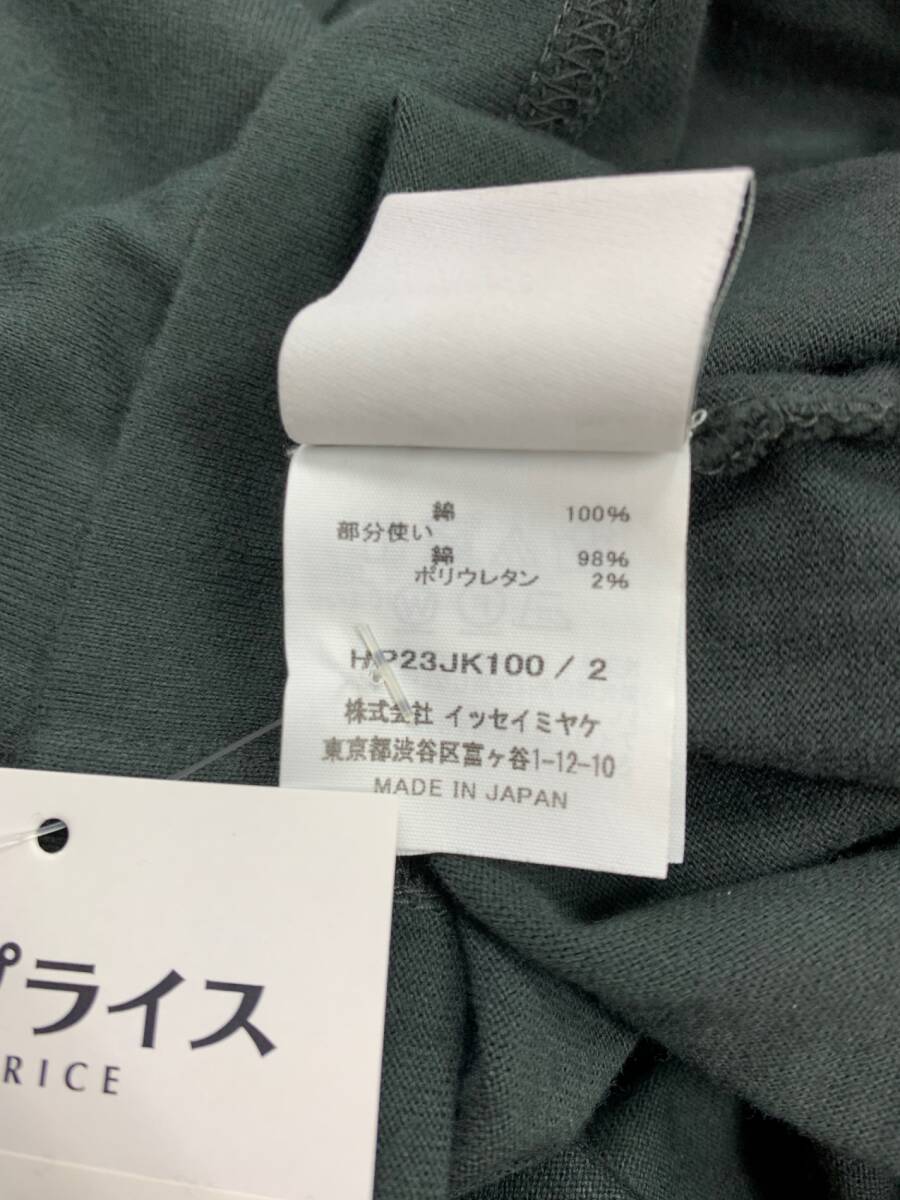 綿 100%
部分使い
綿 98%
ポリウレタン 2%
HP23JK100 / 2
株式会社 イッセイミヤケ
東京都渋谷区富ヶ谷1-12-10
MADE IN JAPAN
プライス
RICE